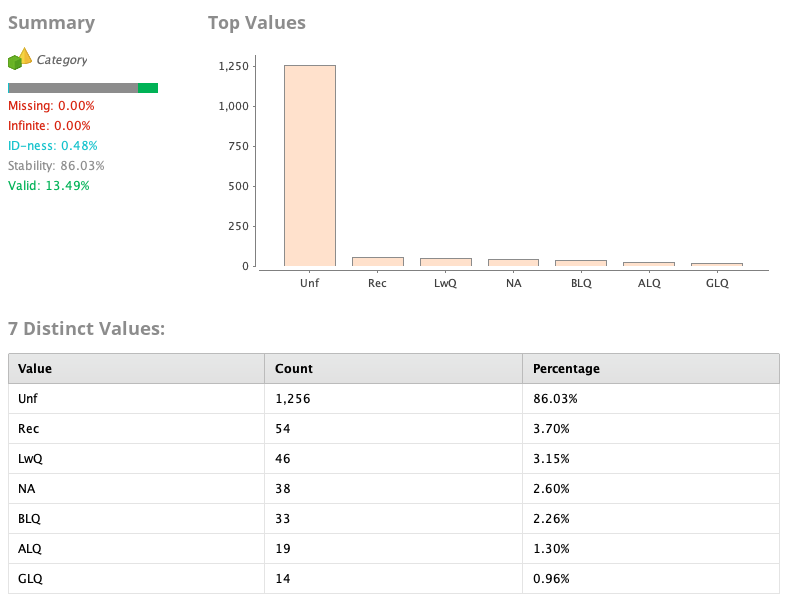 Summary
Category
Missing: 0.00%
Infinite: 0.00%
ID-ness: 0.48%
Stability: 86.03%
Valid: 13.49%
Top Values
1,250
1,000
750
500
250
0
Unf Rec LwQ NA BLQ ALQ GLQ
7 Distinct Values:
Value Count Percentage
Unf 1,256 86.03%
Rec 54 3.70%
LwQ 46 3.15%
NA 38 2.60%
BLQ 33 2.26%
ALQ 19 1.30%
GLQ 14 0.96%